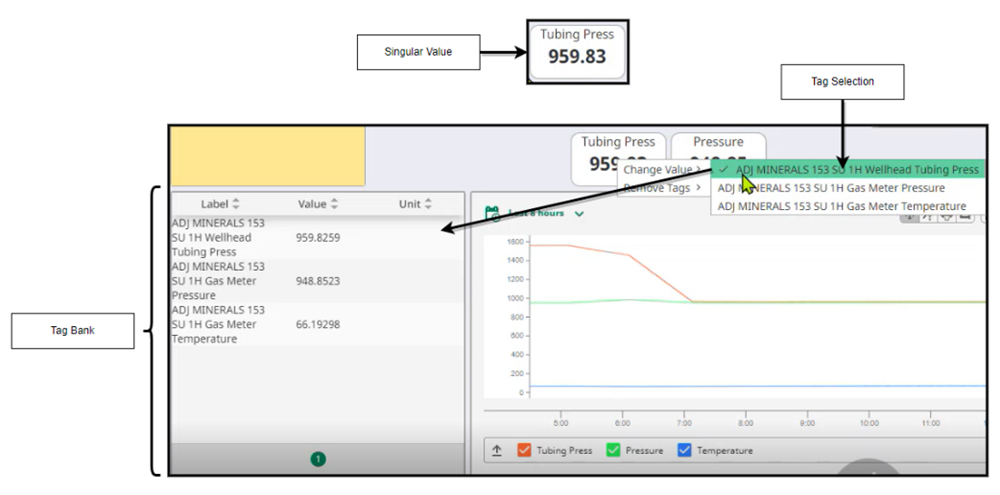 Tubing Press
959.83
Singular Value
Tag Selection
Tubing Press
Pressure
Change Value
Remove Tags
ADJ MINERALS 153 SU 1H Wellhead Tubing Press
ADJ MINERALS 153 SU 1H Gas Meter Pressure
ADJ MINERALS 153 SU 1H Gas Meter Temperature
Label Value Unit
ADJ MINERALS 153
SU 1H Wellhead
Tubing Press
959.8259
ADJ MINERALS 153
SU 1H Gas Meter
Pressure
948.8523
ADJ MINERALS 153
SU 1H Gas Meter
Temperature
66.19298
Tag Bank
1
Last 8 hours
1600
1400
1200
1000
800
600
400
200
0
5:00 6:00 7:00 8:00 9:00 10:00 11:00
Tubing Press Pressure Temperature